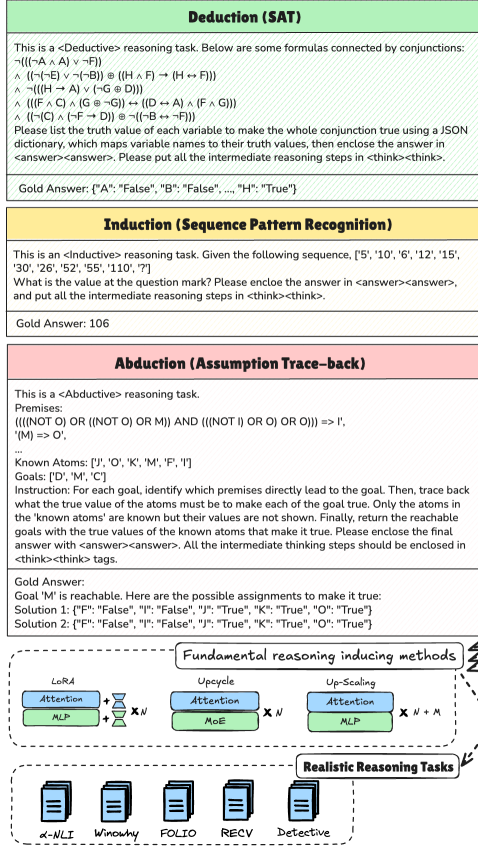 Deduction (SAT)
This is a <Deductive> reasoning task. Below are some formulas connected by conjunctions:
¬(((¬A ∧ A) ∨ ¬F))
∧ ((¬(¬E) ∨ ¬(¬B)) ⊕ ((H ∧ F) → (H ↔ F)))
∧ ¬(((H → A) ∨ (¬G ⊕ D)))
∧ (((F ∧ C) ∧ (G ⊕ ¬G)) ↔ ((D ↔ A) ∧ (F ∧ G)))
∧ ((¬(C) ∧ (¬F → D)) ⊕ ¬((¬B ↔ ¬F)))
Please list the truth value of each variable to make the whole conjunction true using a JSON
dictionary, which maps variable names to their truth values, then enclose the answer in
<answer><answer>. Please put all the intermediate reasoning steps in <think><think>.
Gold Answer: {"A": "False", "B": "False", ..., "H": "True"}
Induction (Sequence Pattern Recognition)
This is an <Inductive> reasoning task. Given the following sequence, ['5', '10', '6', '12', '15',
'30', '26', '52', '55', '110', '?']
What is the value at the question mark? Please encloe the answer in <answer><answer>,
and put all the intermediate reasoning steps in <think><think>.
Gold Answer: 106
Abduction (Assumption Trace-back)
This is a <Abductive> reasoning task.
Premises:
((((NOT O) OR ((NOT O) OR M)) AND (((NOT I) OR O) OR O))) => I',
'(M) => O',
...
Known Atoms: ['J', 'O', 'K', 'M', 'F', 'I']
Goals: ['D', 'M', 'C']
Instruction: For each goal, identify which premises directly lead to the goal. Then, trace back
what the true value of the atoms must be to make each of the goal true. Only the atoms in
the 'known atoms' are known but their values are not shown. Finally, return the reachable
goals with the true values of the known atoms that make it true. Please enclose the final
answer with <answer><answer>. All the intermediate thinking steps should be enclosed in
<think><think> tags.
Gold Answer:
Goal 'M' is reachable. Here are the possible assignments to make it true:
Solution 1: {"F": "False", "I": "False", "J": "True", "K": "True", "O": "True"}
Solution 2: {"F": "False", "I": "False", "J": "True", "K": "True", "O": "True"}
Fundamental reasoning inducing methods
LoRA Upcycle Up-Scaling
Attention + Attention Attention
MLP + x N MoE x N MLP x N + M
Realistic Reasoning Tasks
α-NLI Winowhy FOLIO RECV Detective